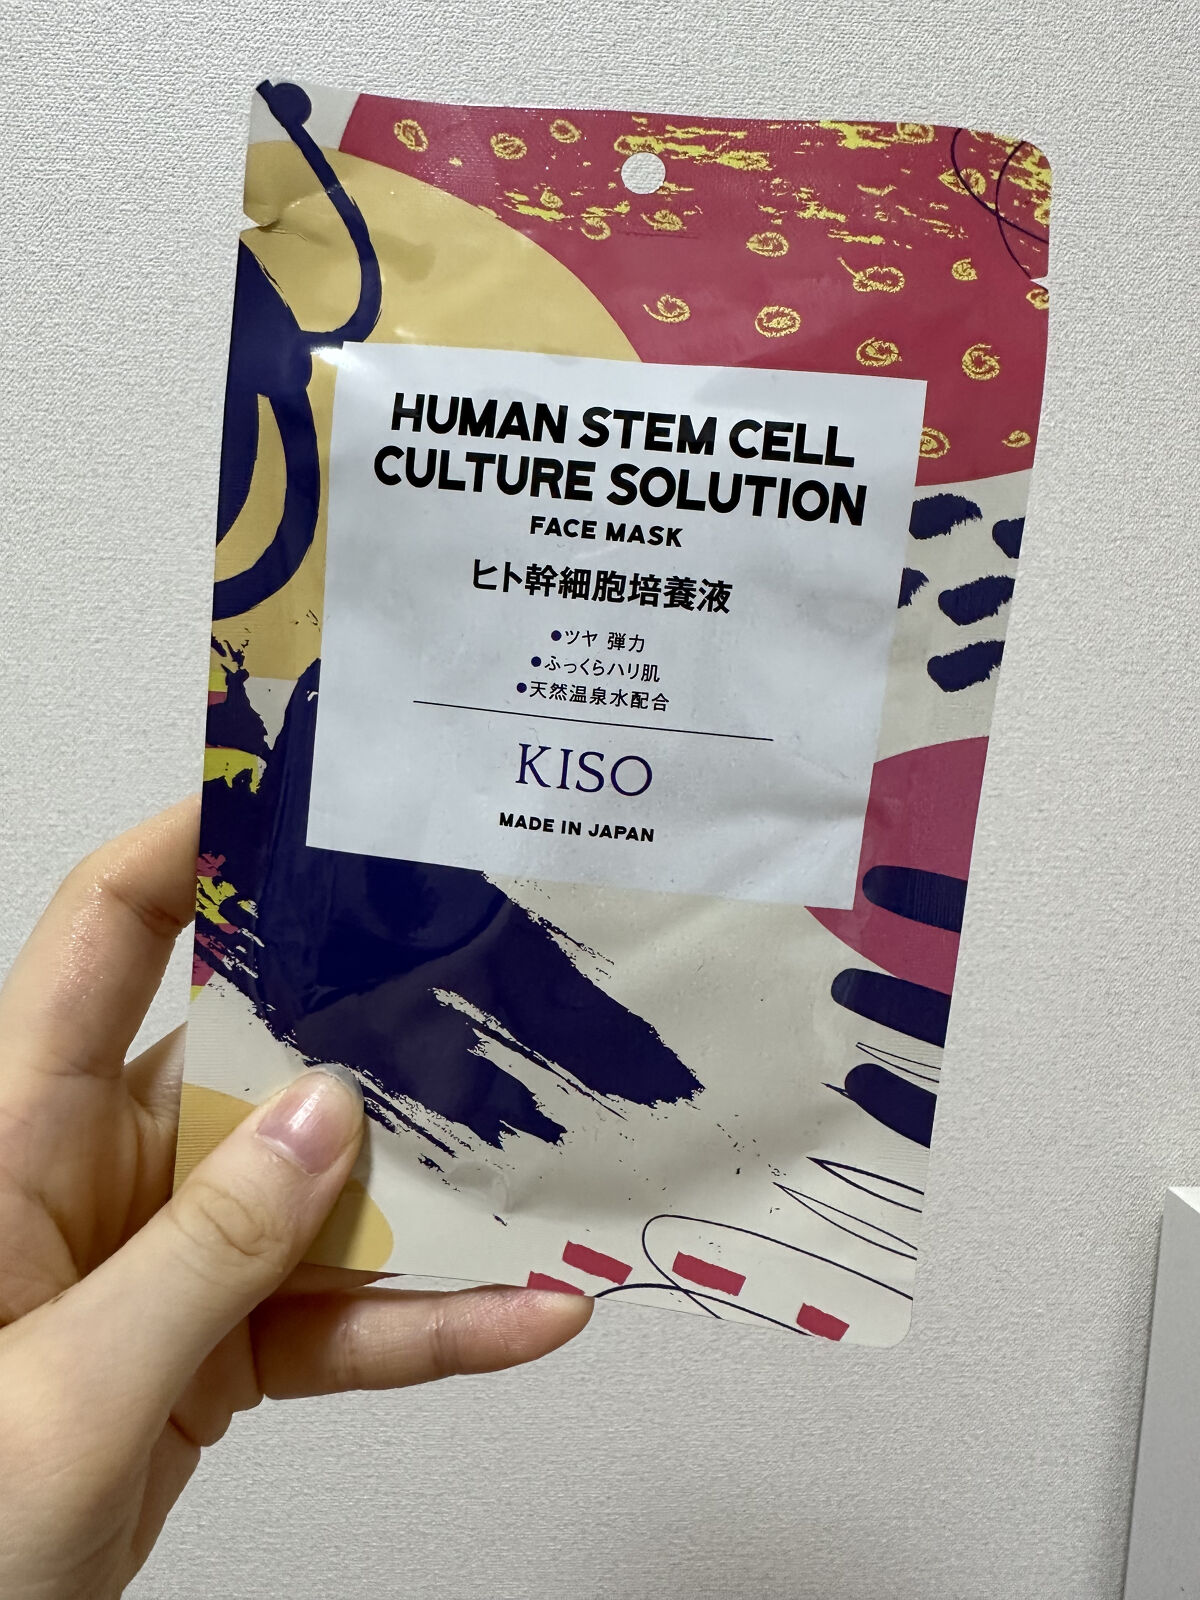 HUMAN STEM CELL
CULTURE SOLUTION
FACE MASK
ヒト幹細胞培養液
●ツヤ 弾力
●ふっくらハリ肌
●天然温泉水配合
KISO
MADE IN JAPAN